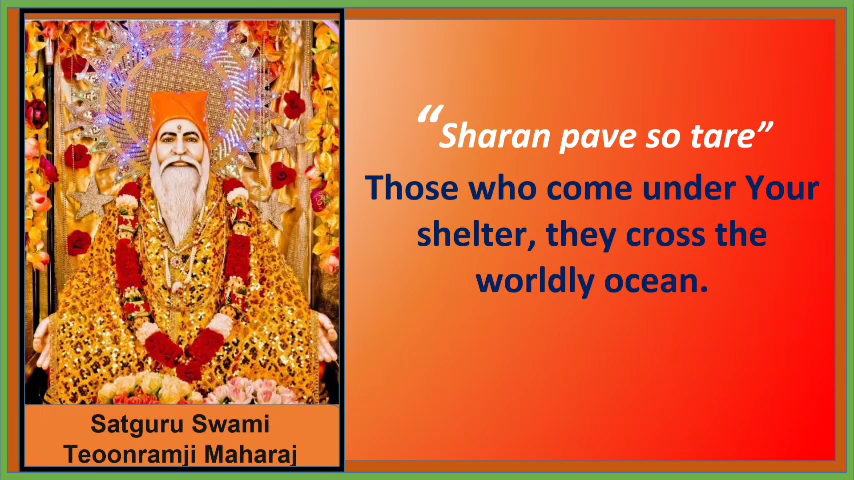 “Sharan pave so tare”
Those who come under Your
shelter, they cross the
worldly ocean.
Satguru Swami
Teoonramji Maharaj